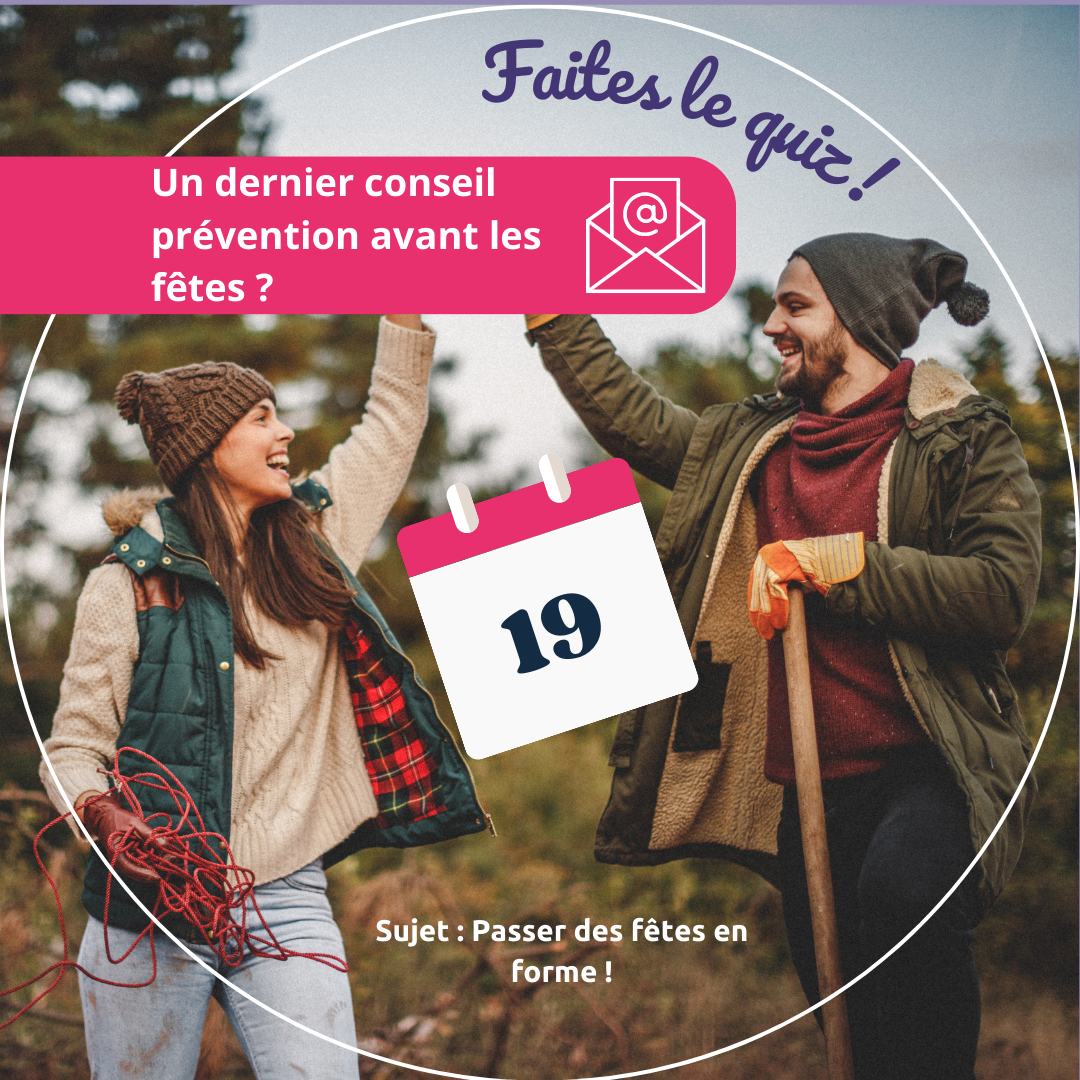 Faites le quiz !
Un dernier conseil
prévention avant les
fêtes ?
@
19
Sujet : Passer des fêtes en
forme !